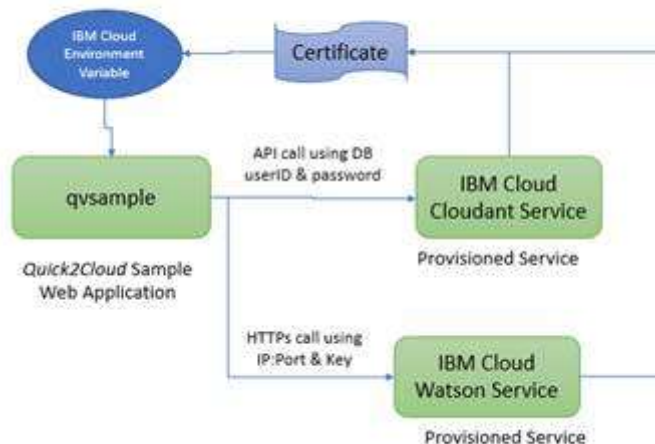 IBM Cloud
Environment
Variable
Certificate
API call using DB
userID & password
qvsample
IBM Cloud
Cloudant Service
Quick2Cloud Sample
Web Application
Provisioned Service
HTTPs call using
IP:Port & Key
IBM Cloud
Watson Service
Provisioned Service